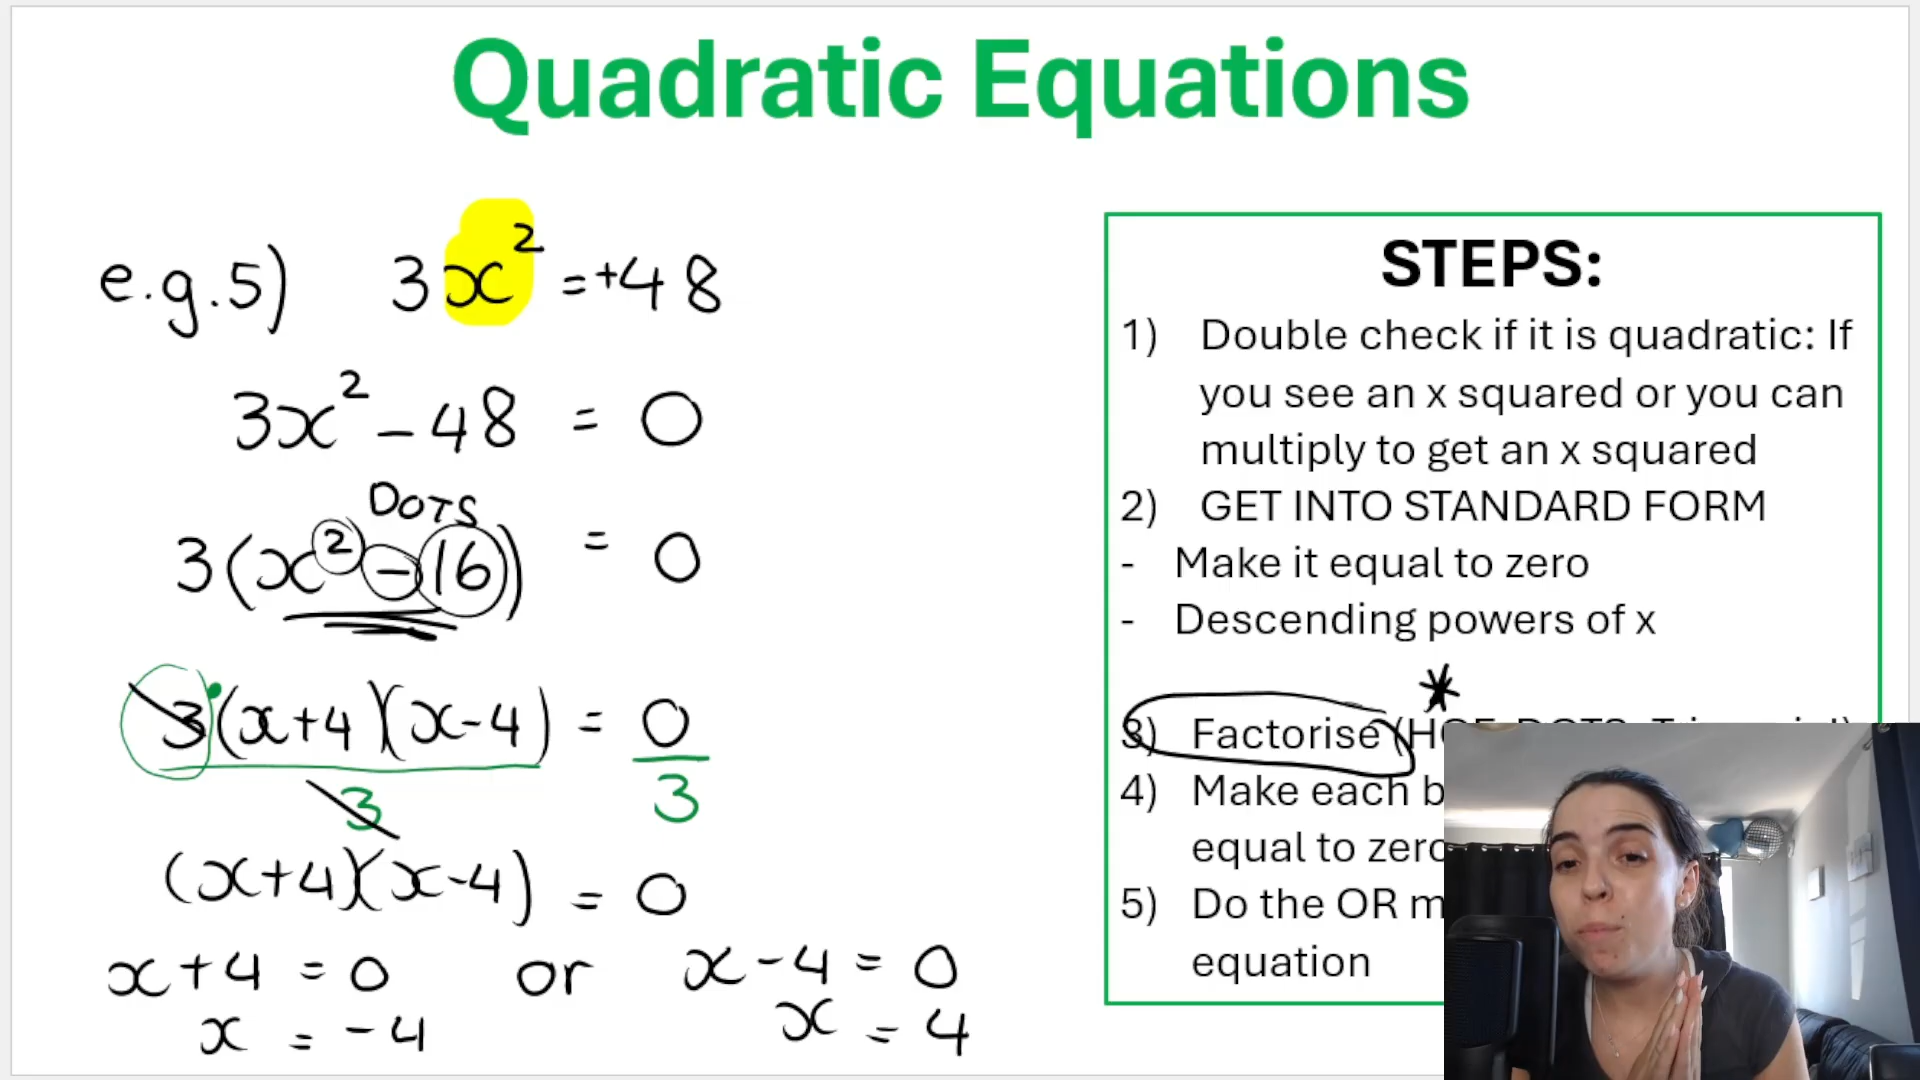 Quadratic Equations
e.g.5) 3x² = +48
3x² - 48 = 0
DOTS
3(x² - 16) = 0
3(x+4)(x-4) = 0
3 3
(x+4)(x-4) = 0
x+4 = 0 or x-4 = 0
x = -4 x = 4
STEPS:
1) Double check if it is quadratic: If
you see an x squared or you can
multiply to get an x squared
2) GET INTO STANDARD FORM
- Make it equal to zero
- Descending powers of x
*
3) Factorise
4) Make each
equal to zero
5) Do the OR
equation